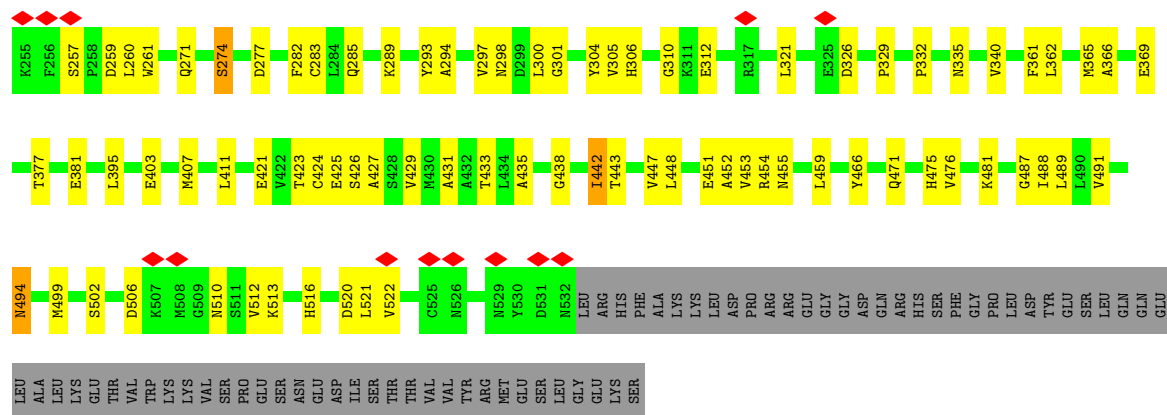 K255 F256 S257 P258 D259 L260 W261 Q271 S274 D277 F282 C283 L284 Q285 K289 Y293 A294 V297 N298 D299 L300 G301 Y304 V305 H306 G310 K311 E312 R317 L321 E325 D326 P329 P332 N335 V340 F361 L362 M365 A366 E369
T377 E381 L395 E403 M407 L411 E421 V422 T423 C424 E425 S426 A427 S428 V429 M430 A431 A432 T433 L434 A435 G438 I442 T443 V447 L448 E451 A452 V453 R454 N455 L459 Y466 Q471 H475 V476 K481 G487 I488 L489 L490 V491
N494 M499 S502 D506 K507 M508 G509 N510 S511 V512 K513 H516 D520 L521 V522 C525 N526 N529 Y530 D531 N532 LEU ARG HIS PHE ALA LYS LYS LEU ASP PRO ARG ARG GLU GLY GLY ASP GLN ARG HIS SER PHE GLY PRO LEU ASP TYR GLU SER LEU GLN GLN GLU
LEU ALA LEU LYS GLU THR VAL TRP LYS LYS VAL SER PRO GLU SER ASN GLU ASP ILE SER THR THR VAL VAL TYR ARG MET GLU SER LEU GLY GLU LYS SER